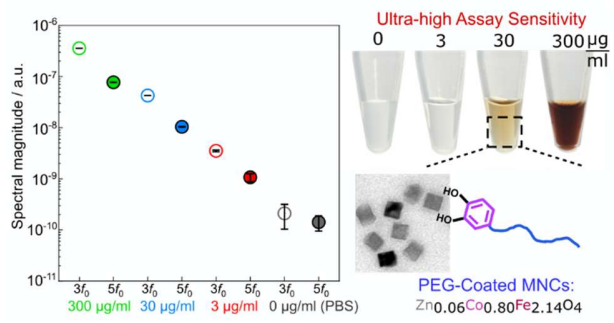 Spectral magnitude / a.u.
10-6
10-7
10-8
10-9
10-10
10-11
3f0 5f0 3f0 5f0 3f0 5f0 3f0 5f0
300 µg/ml 30 µg/ml 3 µg/ml 0 µg/ml (PBS)
Ultra-high Assay Sensitivity
0 3 30 300 µg
ml
HO
HO
PEG-Coated MNCs:
Zn0.06Co0.80Fe2.14O4